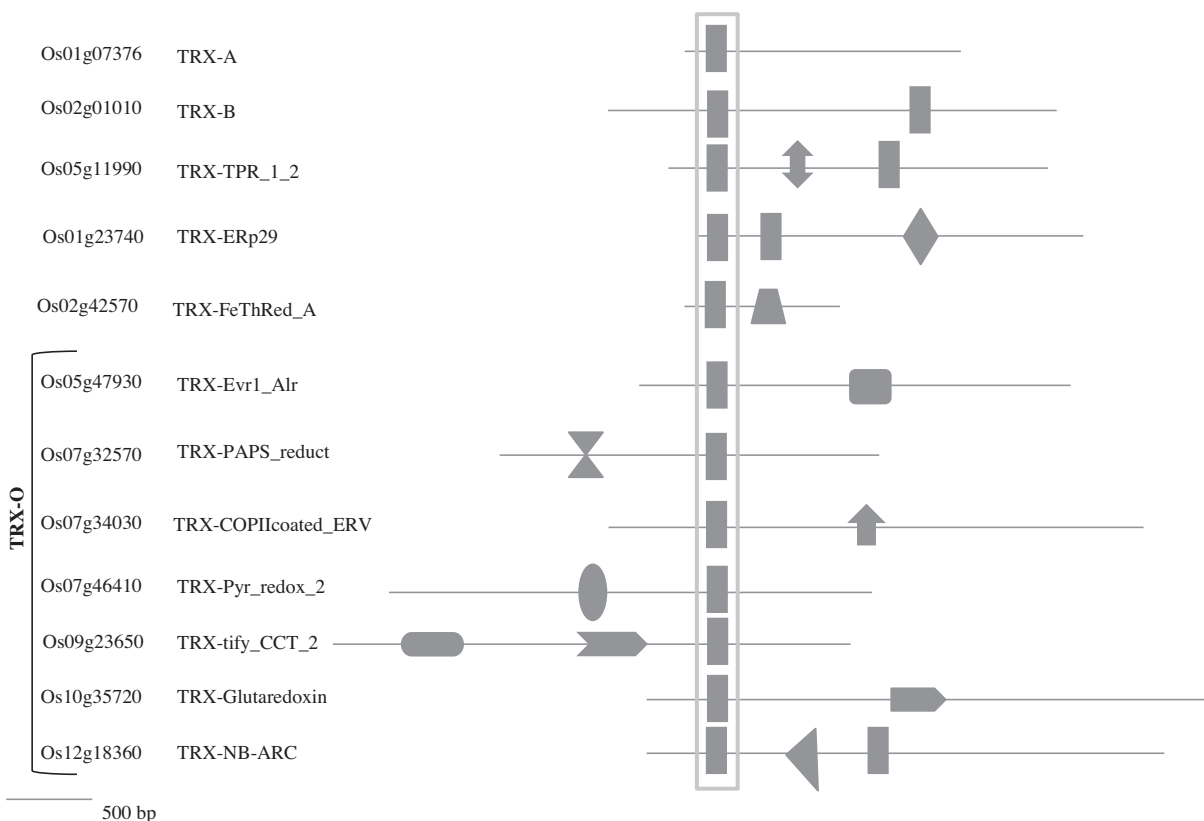 Os01g07376 TRX-A
Os02g01010 TRX-B
Os05g11990 TRX-TPR_1_2
Os01g23740 TRX-ERp29
Os02g42570 TRX-FeThRed_A
TRX-O
Os05g47930 TRX-Evr1_Alr
Os07g32570 TRX-PAPS_reduct
Os07g34030 TRX-COPIIcoated_ERV
Os07g46410 TRX-Pyr_redox_2
Os09g23650 TRX-tify_CCT_2
Os10g35720 TRX-Glutaredoxin
Os12g18360 TRX-NB-ARC
500 bp